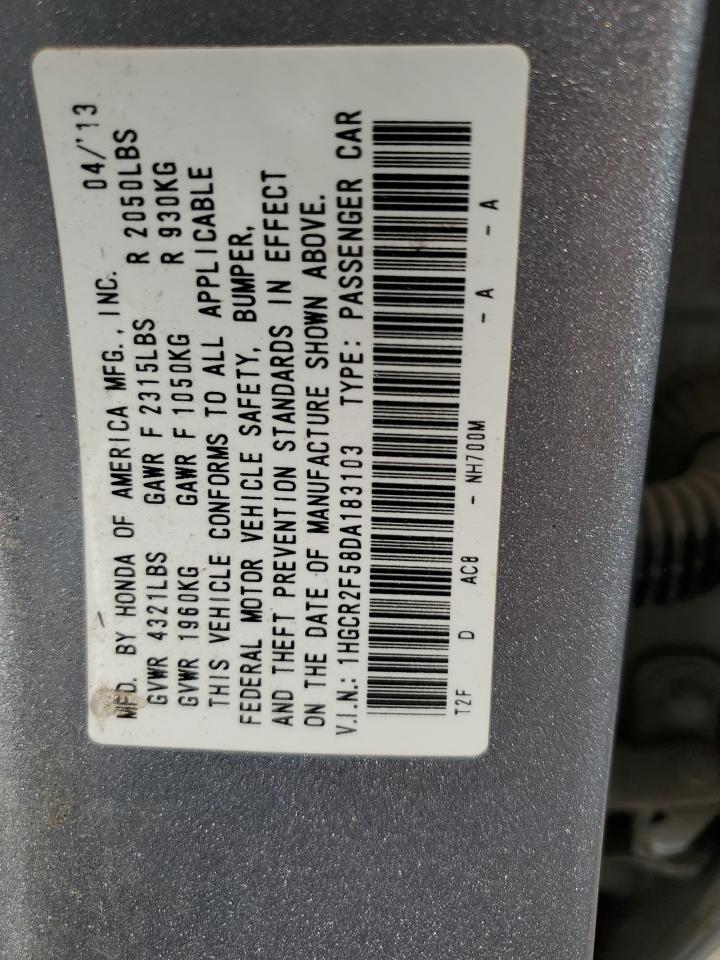 MFD. BY HONDA OF AMERICA MFG., INC. 04/'13
GVWR 4321LBS GAWR F 2315LBS R 2050LBS
GVWR 1960KG GAWR F 1050KG R 930KG
THIS VEHICLE CONFORMS TO ALL APPLICABLE
FEDERAL MOTOR VEHICLE SAFETY, BUMPER,
AND THEFT PREVENTION STANDARDS IN EFFECT
ON THE DATE OF MANUFACTURE SHOWN ABOVE.
V.I.N.: 1HGCR2F58DA183103 TYPE: PASSENGER CAR
T2F D AC8 - NH700M - A - A